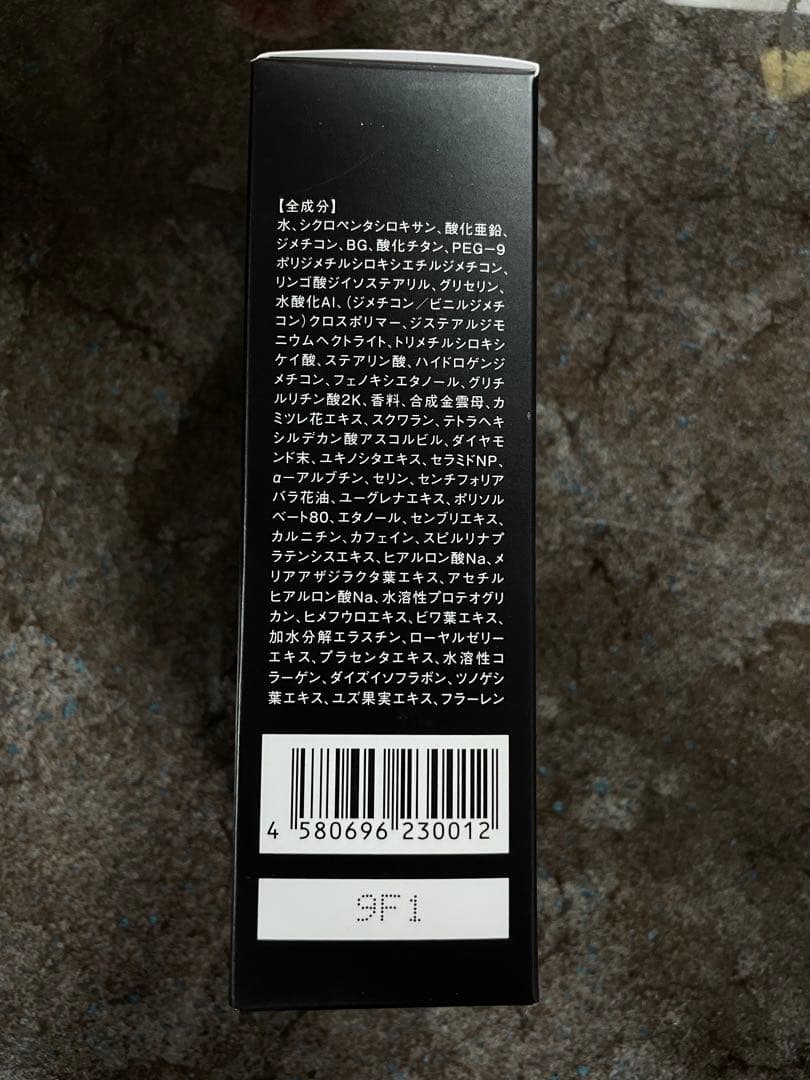 【全成分】
水、シクロペンタシロキサン、酸化亜鉛、
ジメチコン、BG、酸化チタン、PEG-9
ポリジメチルシロキシエチルジメチコン、
リンゴ酸ジイソステアリル、グリセリン、
水酸化Al、(ジメチコン/ビニルジメチ
コン)クロスポリマー、ジステアルジモ
ニウムヘクトライト、トリメチルシロキシ
ケイ酸、ステアリン酸、ハイドロゲンジ
メチコン、フェノキシエタノール、グリチ
ルリチン酸2K、香料、合成金雲母、カ
ミツレ花エキス、スクワラン、テトラヘキ
シルデカン酸アスコルビル、ダイヤモ
ンド末、ユキノシタエキス、セラミドNP、
α-アルブチン、セリン、センチフォリア
バラ花油、ユーグレナエキス、ポリソル
ベート80、エタノール、センブリエキス、
カルニチン、カフェイン、スピルリナプ
ラテンシスエキス、ヒアルロン酸Na、メ
リアアザジラクタ葉エキス、アセチル
ヒアルロン酸Na、水溶性プロテオグリ
カン、ヒメフウロエキス、ビワ葉エキス、
加水分解エラスチン、ローヤルゼリー
エキス、プラセンタエキス、水溶性コ
ラーゲン、ダイズイソフラボン、ツノゲシ
葉エキス、ユズ果実エキス、フラーレン
4 580696 230012
9F1